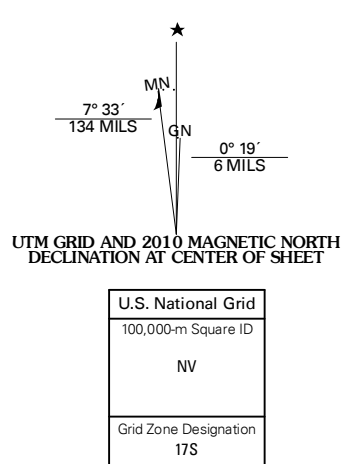 MN
7° 33´
134 MILS
GN
0° 19´
6 MILS
UTM GRID AND 2010 MAGNETIC NORTH
DECLINATION AT CENTER OF SHEET
U.S. National Grid
100,000-m Square ID
NV
Grid Zone Designation
17S